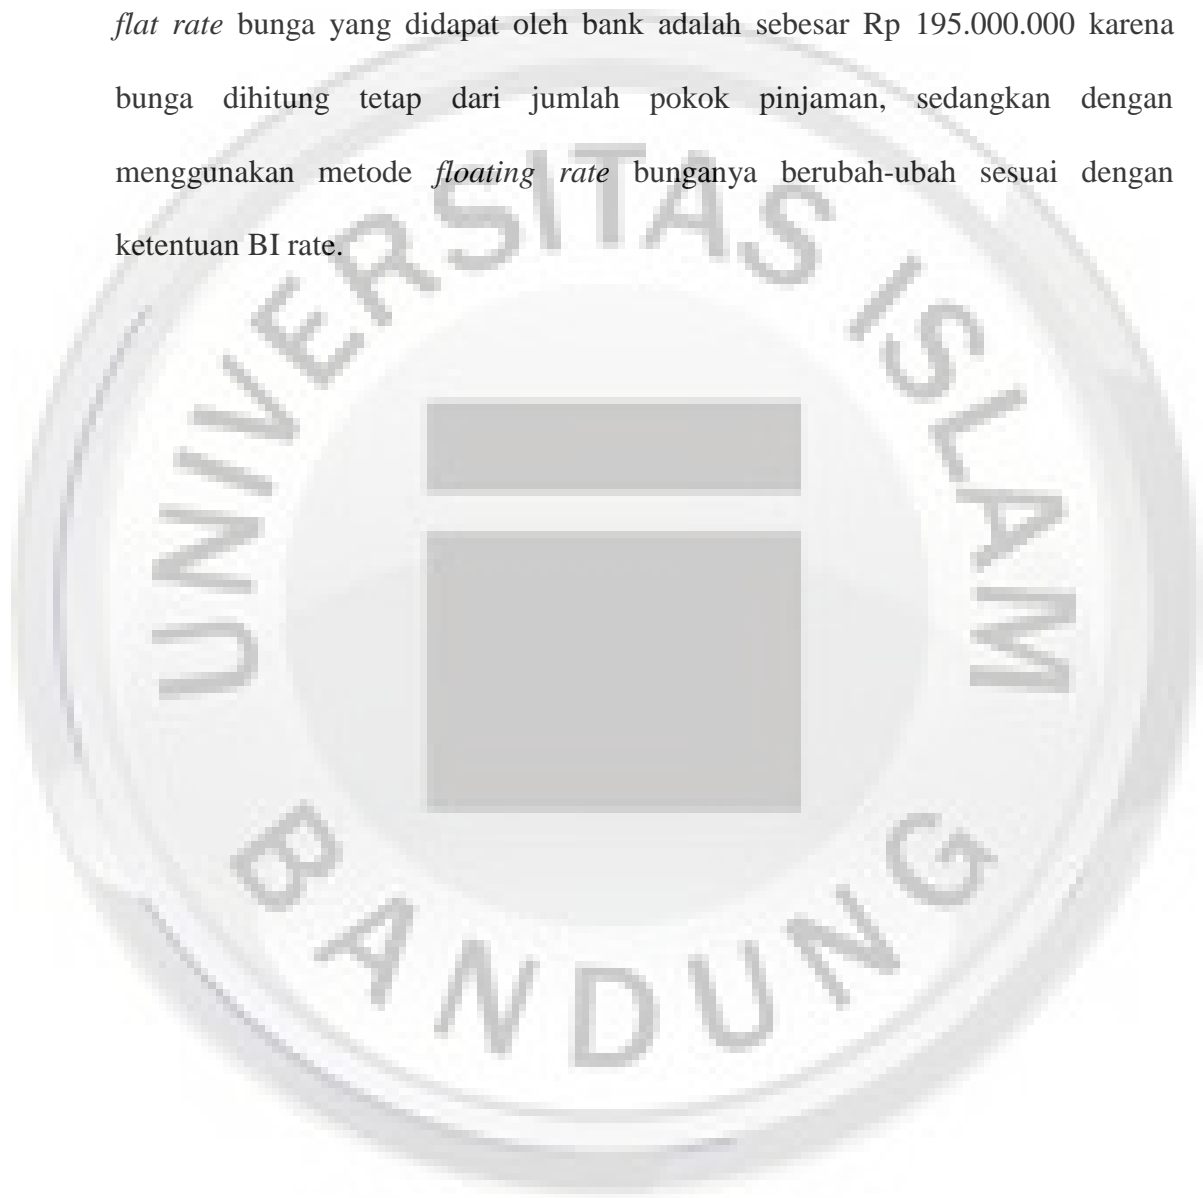 flat rate bunga yang didapat oleh bank adalah sebesar Rp 195.000.000 karena
bunga dihitung tetap dari jumlah pokok pinjaman, sedangkan dengan
menggunakan metode floating rate bunganya berubah-ubah sesuai dengan
ketentuan BI rate.
UNIVERSITAS ISLAM
BANDUNG